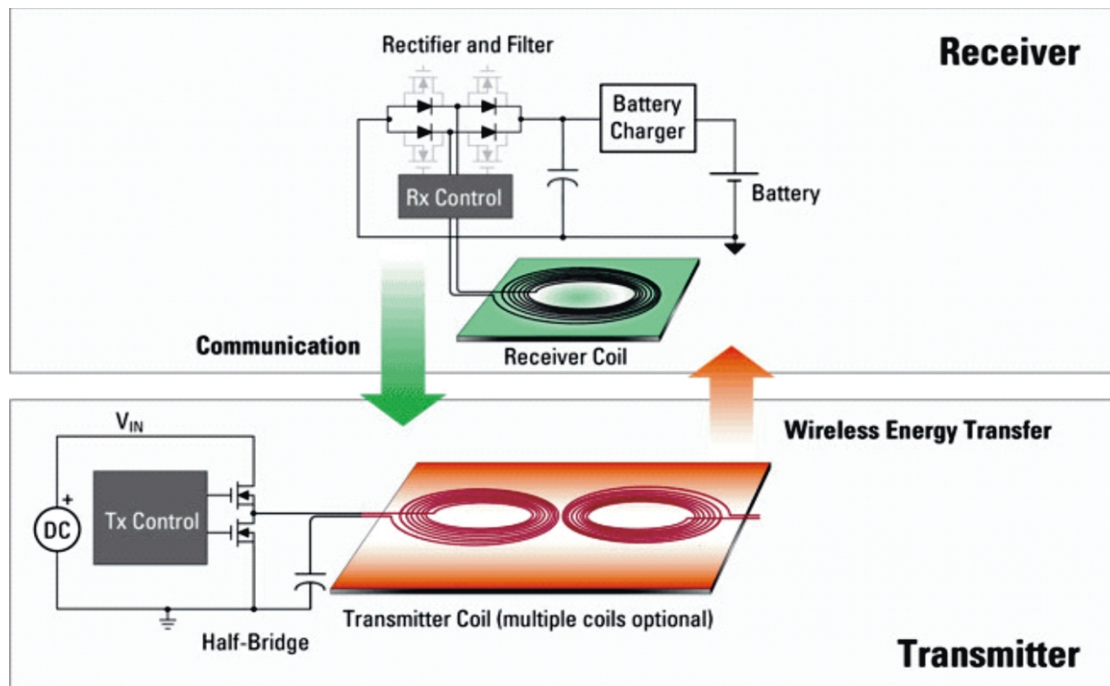 Receiver
Rectifier and Filter
Battery
Charger
Rx Control
Battery
Communication
Receiver Coil
Wireless Energy Transfer
VIN
+
Tx Control
DC
Transmitter Coil (multiple coils optional)
Half-Bridge
Transmitter